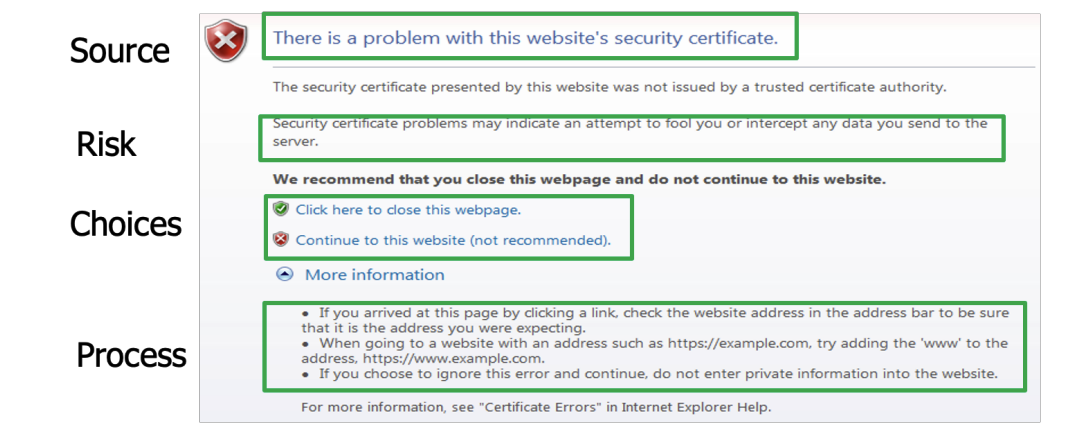 Source
There is a problem with this website's security certificate.
The security certificate presented by this website was not issued by a trusted certificate authority.
Risk
Security certificate problems may indicate an attempt to fool you or intercept any data you send to the
server.
We recommend that you close this webpage and do not continue to this website.
Choices
Click here to close this webpage.
Continue to this website (not recommended).
More information
Process
• If you arrived at this page by clicking a link, check the website address in the address bar to be sure
that it is the address you were expecting.
• When going to a website with an address such as https://example.com, try adding the 'www' to the
address, https://www.example.com.
• If you choose to ignore this error and continue, do not enter private information into the website.
For more information, see "Certificate Errors" in Internet Explorer Help.